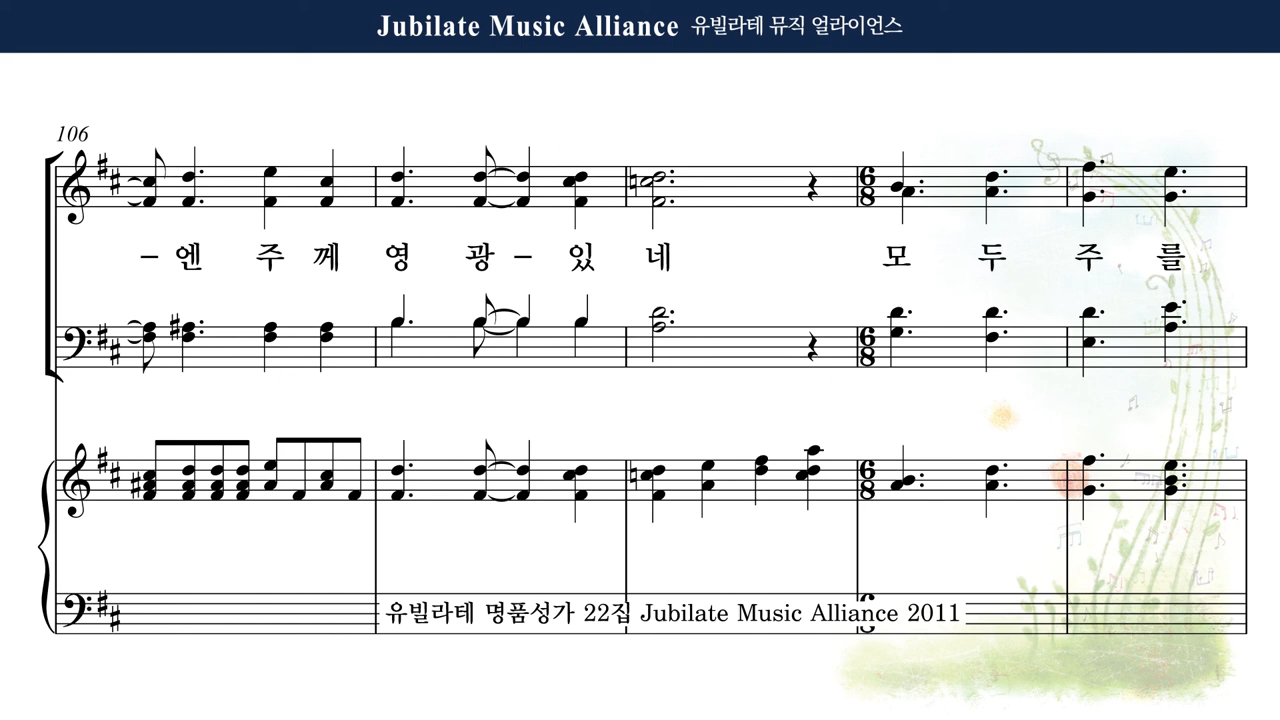 Jubilate Music Alliance 유빌라테 뮤직 얼라이언스
106
- 엔 주 께 영 광 - 있 네 모 두 주 를
유빌라테 명품성가 22집 Jubilate Music Alliance 2011